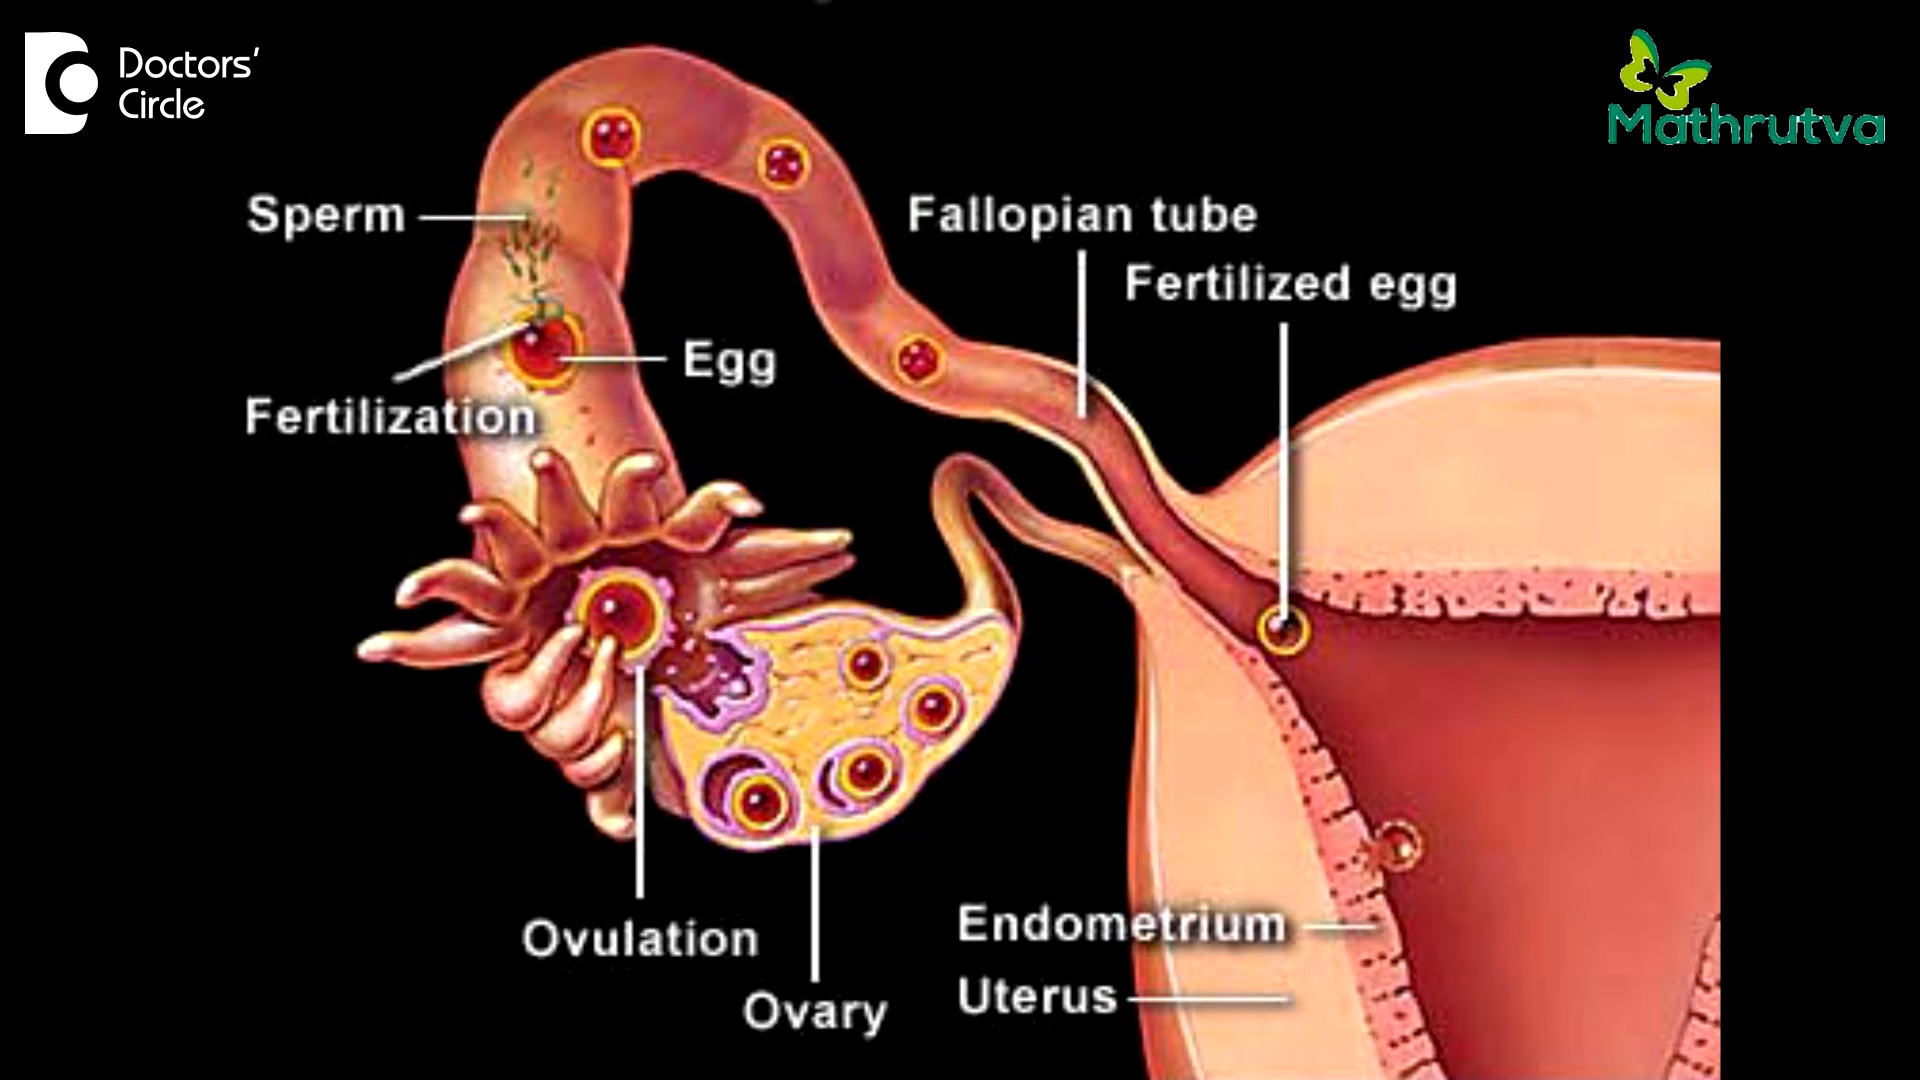 Doctors'
Circle
Mathrutva
Sperm
Fallopian tube
Fertilized egg
Egg
Fertilization
Ovulation
Ovary
Endometrium
Uterus